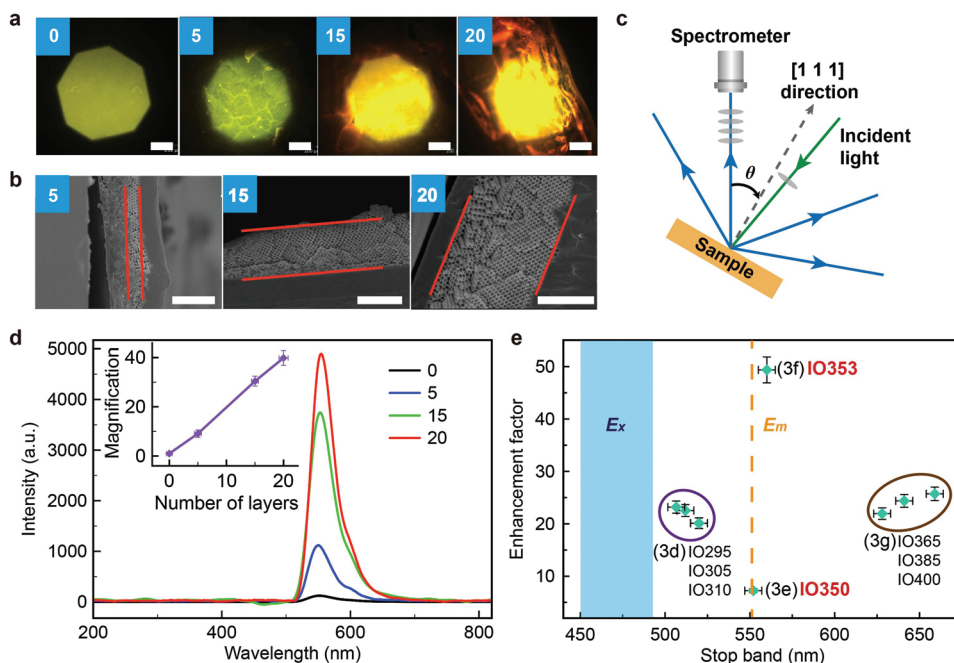 a
0
5
15
20
b
5
15
20
c
Spectrometer
[1 1 1]
direction
Incident
light
θ
Sample
d
Intensity (a.u.)
5000
4000
3000
2000
1000
0
200
400
600
800
Wavelength (nm)
Magnification
40
20
0
0
10
20
Number of layers
0
5
15
20
e
Enhancement factor
50
40
30
20
10
450
500
550
600
650
Stop band (nm)
Ex
Em
(3f) IO353
(3d) IO295
IO305
IO310
(3e) IO350
(3g) IO365
IO385
IO400